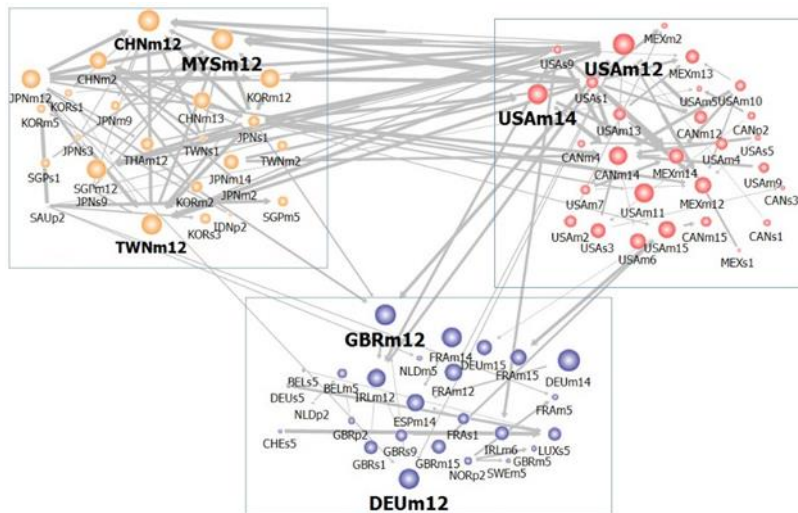 CHNm12
MYSm12
CHNm2
JPNm12
KORs1
KORm12
KORm5
JPNm9
CHNm13
JPNs1
JPNs3
THAm12
TWNs1
TWNm2
SGPs1
SGPm12
JPNm14
JPNs9
KORm2
JPNm2
SAUp2
SGPm5
IDNp2
KORs3
TWNm12
MEXm2
USAs9
USAm12
MEXm13
USAs1
USAm5
USAm10
USAm14
USAm13
CANm12
CANp2
CANm4
CANm14
MEXm14
USAm4
USAs5
USAm9
USAm7
USAm11
MEXm12
CANs3
USAm2
USAs3
USAm6
USAm15
CANm15
CANs1
MEXs1
GBRm12
FRAm14
DEUm15
NLDm5
FRAm15
DEUm14
BELs5
BELm5
IRLm12
FRAm12
DEUs5
NLDp2
ESPm14
FRAm5
GBRp2
CHEs5
GBRs9
FRAs1
IRLm6
LUXs5
GBRs1
GBRm15
NORp2
GBRm5
SWEm5
DEUm12